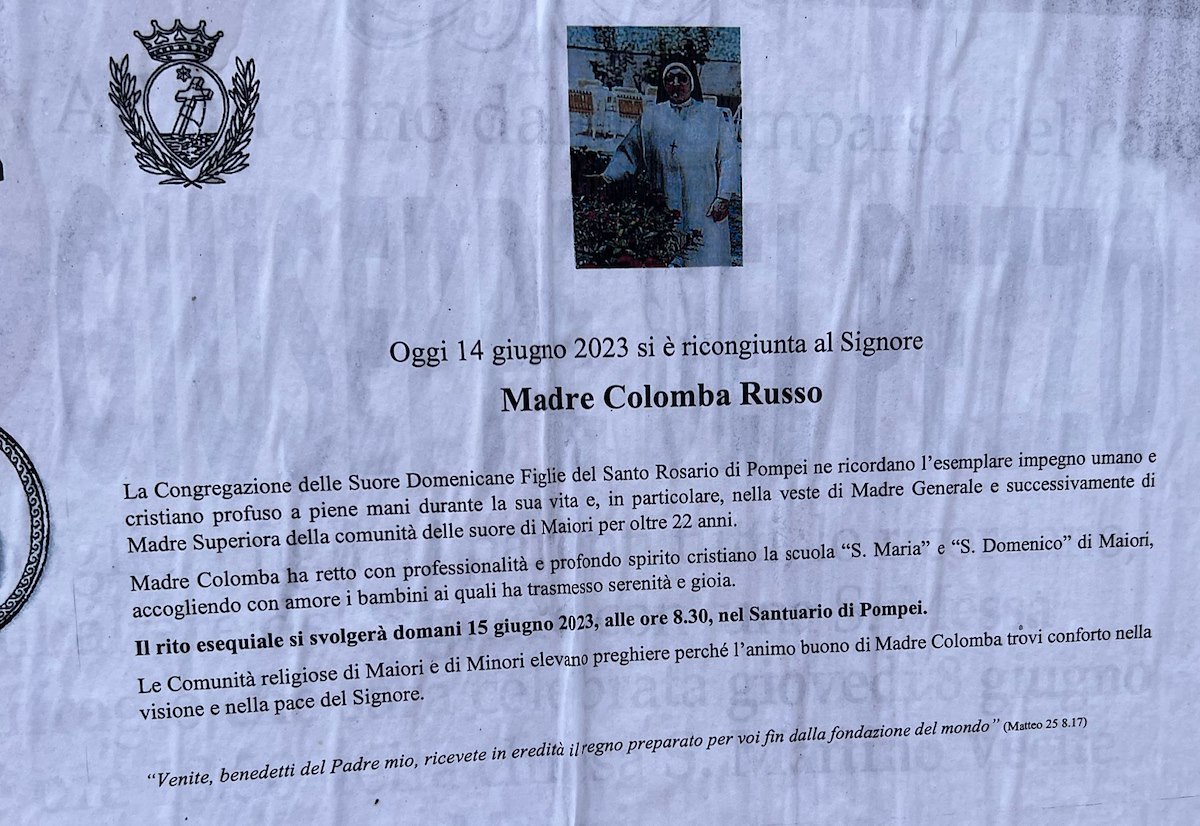 Oggi 14 giugno 2023 si è ricongiunta al Signore
Madre Colomba Russo
La Congregazione delle Suore Domenicane Figlie del Santo Rosario di Pompei ne ricordano l’esemplare impegno umano e
cristiano profuso a piene mani durante la sua vita e, in particolare, nella veste di Madre Generale e successivamente di
Madre Superiora della comunità delle suore di Maiori per oltre 22 anni.
Madre Colomba ha retto con professionalità e profondo spirito cristiano la scuola “S. Maria” e “S. Domenico” di Maiori,
accogliendo con amore i bambini ai quali ha trasmesso serenità e gioia.
Il rito esequiale si svolgerà domani 15 giugno 2023, alle ore 8.30, nel Santuario di Pompei.
Le Comunità religiose di Maiori e di Minori elevano preghiere perché l’animo buono di Madre Colomba trovi conforto nella
visione e nella pace del Signore.
“Venite, benedetti del Padre mio, ricevete in eredità il regno preparato per voi fin dalla fondazione del mondo” (Matteo 25 8.17)